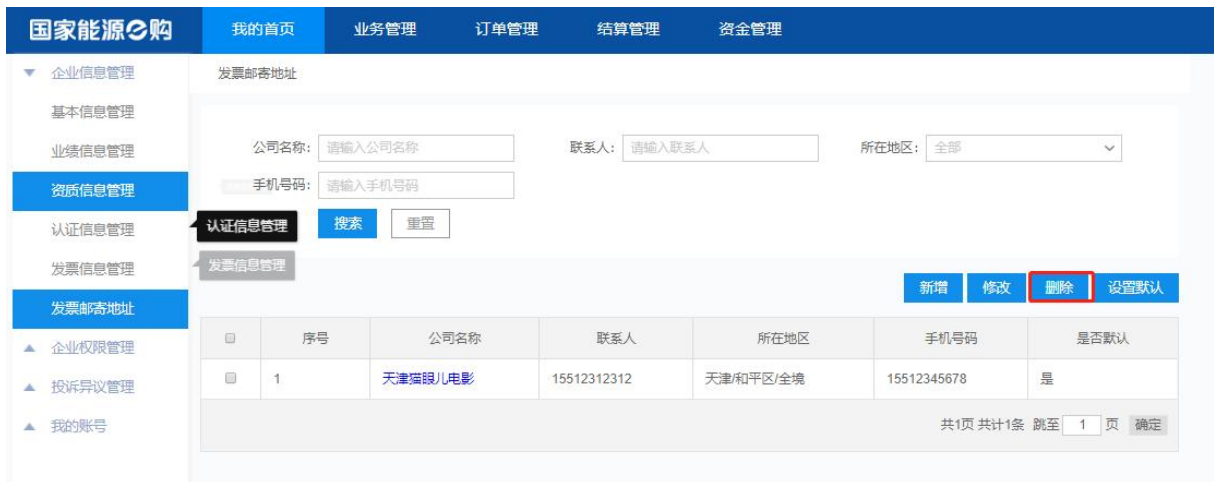 国家能源e购 我的首页 业务管理 订单管理 结算管理 资金管理
企业信息管理
基本信息管理
业绩信息管理
资质信息管理
认证信息管理
发票信息管理
发票邮寄地址
企业权限管理
投诉异议管理
我的账号
发票邮寄地址
公司名称: 请输入公司名称 联系人: 请输入联系人 所在地区: 全部
手机号码: 请输入手机号码
认证信息管理 搜索 重置
发票信息管理
新增 修改 删除 设置默认
序号 公司名称 联系人 所在地区 手机号码 是否默认
1 天津猫眼儿电影 15512312312 天津/和平区/全境 15512345678 是
共1页 共计1条 跳至 1 页 确定